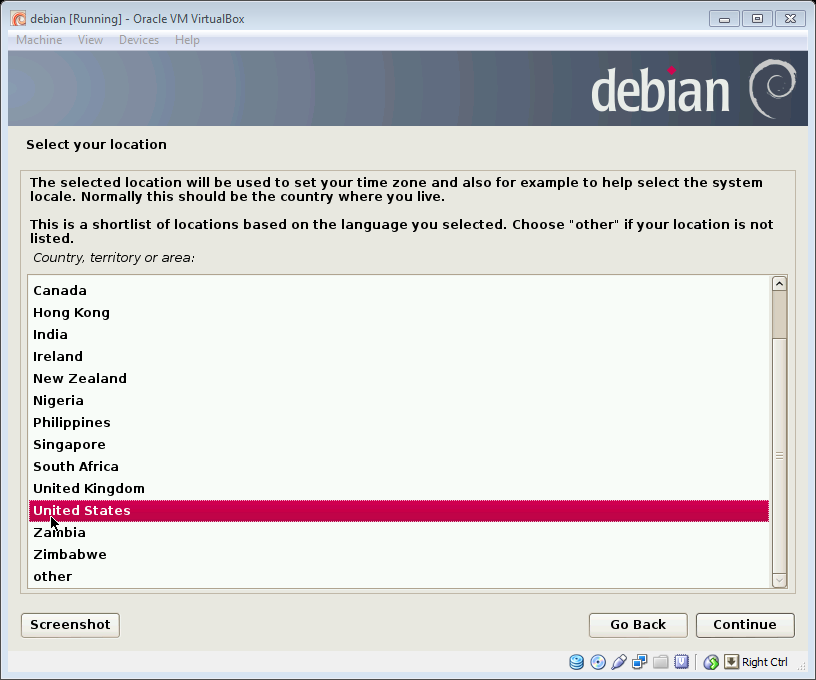 debian [Running] - Oracle VM VirtualBox
Machine View Devices Help
debian
Select your location
The selected location will be used to set your time zone and also for example to help select the system
locale. Normally this should be the country where you live.
This is a shortlist of locations based on the language you selected. Choose "other" if your location is not
listed.
Country, territory or area:
Canada
Hong Kong
India
Ireland
New Zealand
Nigeria
Philippines
Singapore
South Africa
United Kingdom
United States
Zambia
Zimbabwe
other
Screenshot Go Back Continue
Right Ctrl